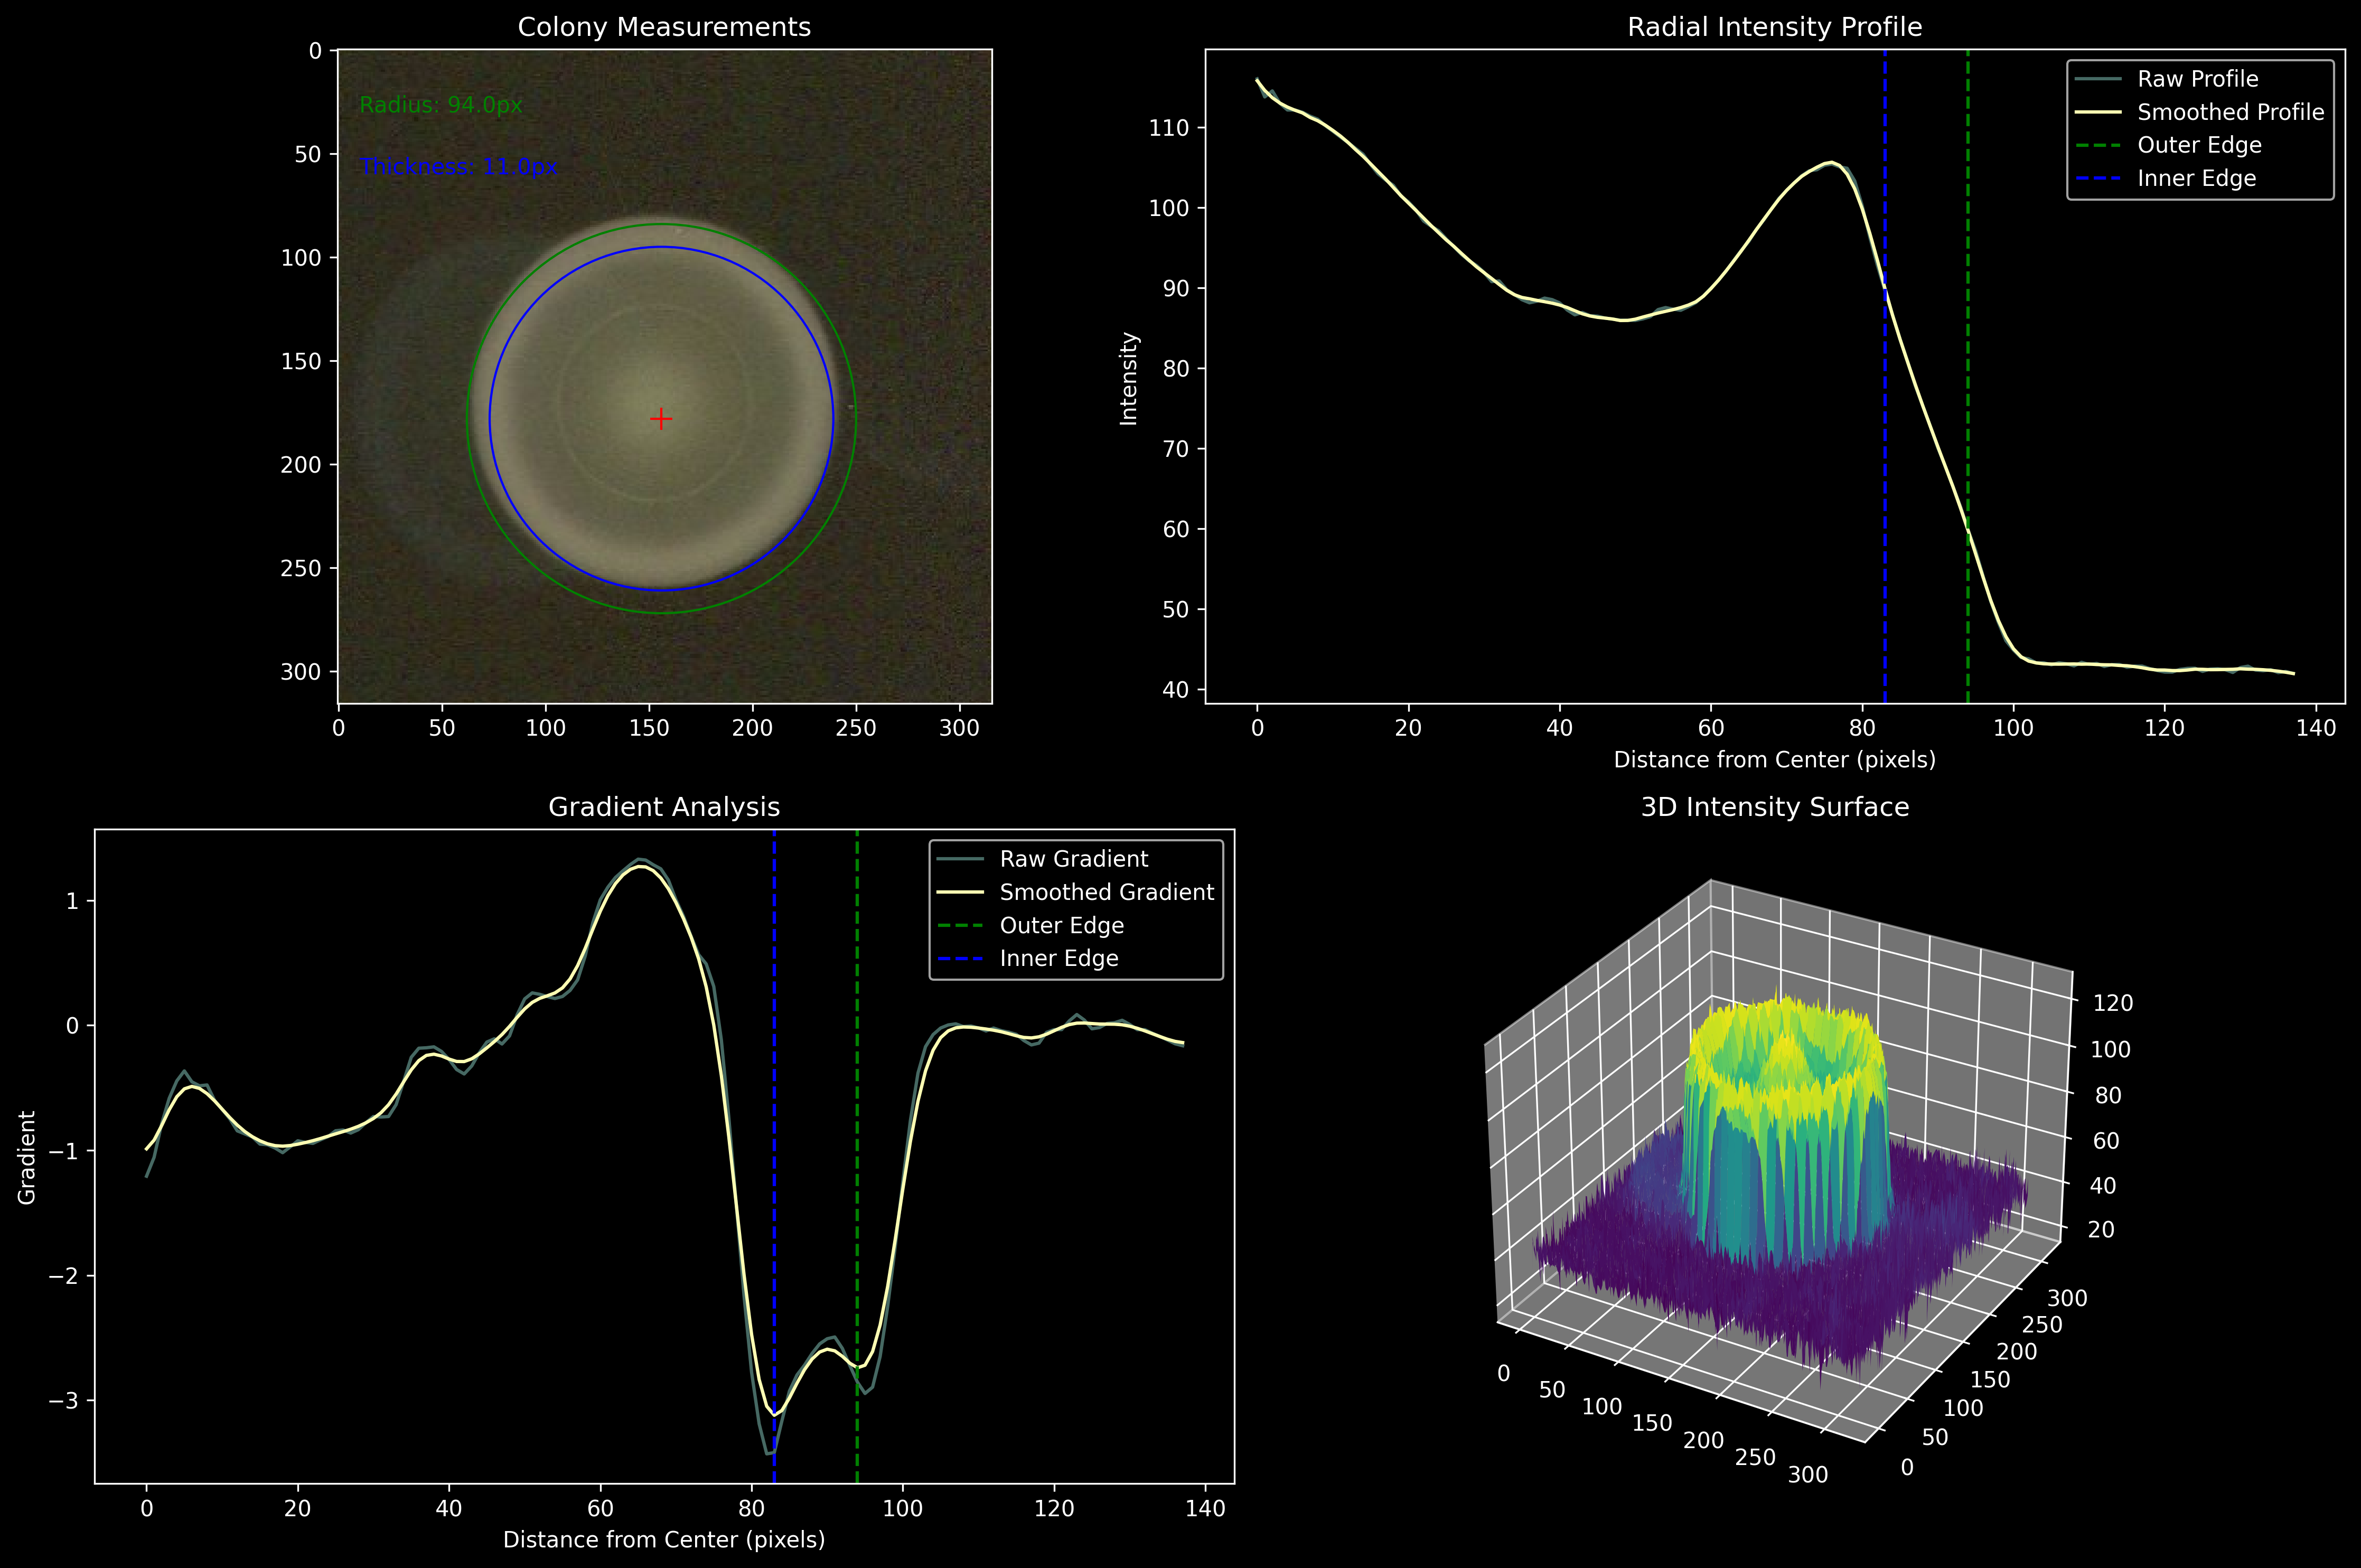 Colony Measurements
0
50
100
150
200
250
300
Radius: 94.0px
Thickness: 11.0px
0 50 100 150 200 250 300
Radial Intensity Profile
Intensity
110
100
90
80
70
60
50
40
Raw Profile
Smoothed Profile
Outer Edge
Inner Edge
0 20 40 60 80 100 120 140
Distance from Center (pixels)
Gradient Analysis
Gradient
1
0
−1
−2
−3
Raw Gradient
Smoothed Gradient
Outer Edge
Inner Edge
0 20 40 60 80 100 120 140
Distance from Center (pixels)
3D Intensity Surface
120
100
80
60
40
20
300
250
200
150
100
50
0
0 50 100 150 200 250 300